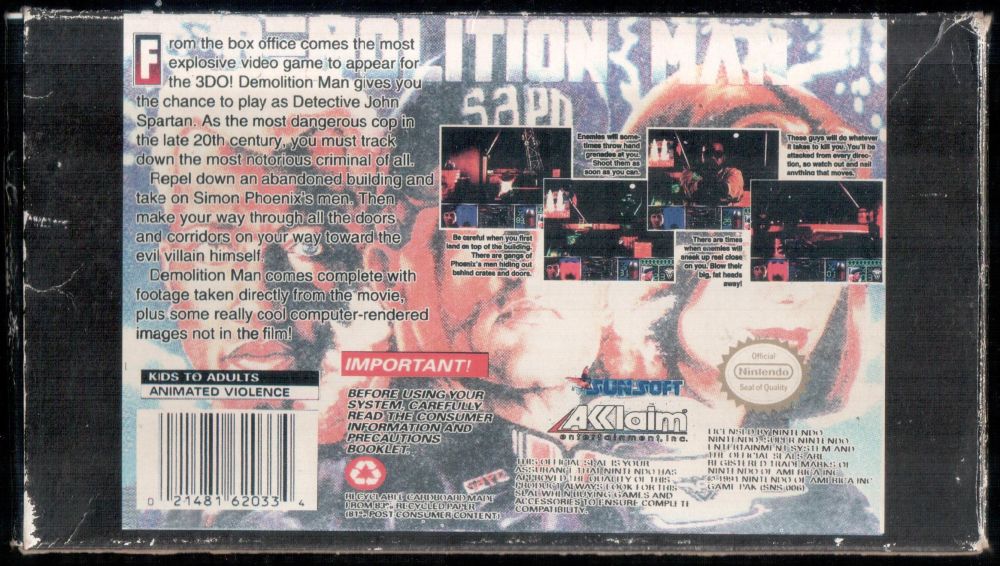 DEMOLITION MAN
SAPD
From the box office comes the most
explosive video game to appear for
the 3DO! Demolition Man gives you
the chance to play as Detective John
Spartan. As the most dangerous cop in
the late 20th century, you must track
down the most notorious criminal of all.
Repel down an abandoned building and
take on Simon Phoenix's men. Then
make your way through all the doors
and corridors on your way toward the
evil villain himself.
Demolition Man comes complete with
footage taken directly from the movie,
plus some really cool computer-rendered
images not in the film!
Enemies will some-
times throw hand
grenades at you.
Shoot them as
soon as you can.
These guys will do whatever
it takes to kill you. You'll be
attacked from every direc-
tion, so watch out and nail
anything that moves.
Be careful when you first
land on top of the building.
There are gangs of
Phoenix's men hiding out
behind crates and doors.
There are times
when enemies will
sneak up real close
on you. Blow their
big, fat heads
away!
KIDS TO ADULTS
ANIMATED VIOLENCE
0 21481 62033 4
IMPORTANT!
BEFORE USING YOUR
SYSTEM, CAREFULLY
READ THE CONSUMER
INFORMATION AND
PRECAUTIONS
BOOKLET.
RECYCLABLE CARDBOARD MADE
FROM 83% RECYCLED PAPER
(81% POST CONSUMER CONTENT)
SUNSOFT
AKKlaim
entertainment, inc.
THIS OFFICIAL SEAL IS YOUR
ASSURANCE THAT NINTENDO HAS
APPROVED THE QUALITY OF THIS
PRODUCT. ALWAYS LOOK FOR THIS
SEAL WHEN BUYING GAMES AND
ACCESSORIES TO ENSURE COMPLETE
COMPATIBILITY.
Official
Nintendo
Seal of Quality
LICENSED BY NINTENDO
NINTENDO, SUPER NINTENDO
ENTERTAINMENT SYSTEM AND
THE OFFICIAL SEALS ARE
REGISTERED TRADEMARKS OF
NINTENDO OF AMERICA INC
©1991 NINTENDO OF AMERICA INC
GAME PAK (SNS-006)